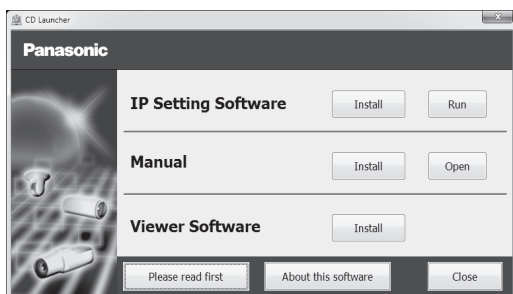 CD Launcher
Panasonic
IP Setting Software Install Run
Manual Install Open
Viewer Software Install
Please read first About this software Close